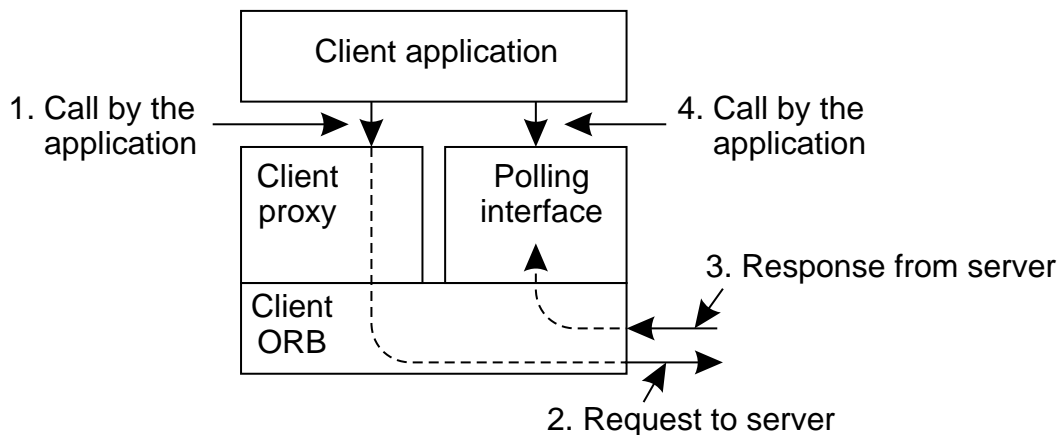 Client application
1. Call by the
application
4. Call by the
application
Client
proxy
Polling
interface
3. Response from server
Client
ORB
2. Request to server